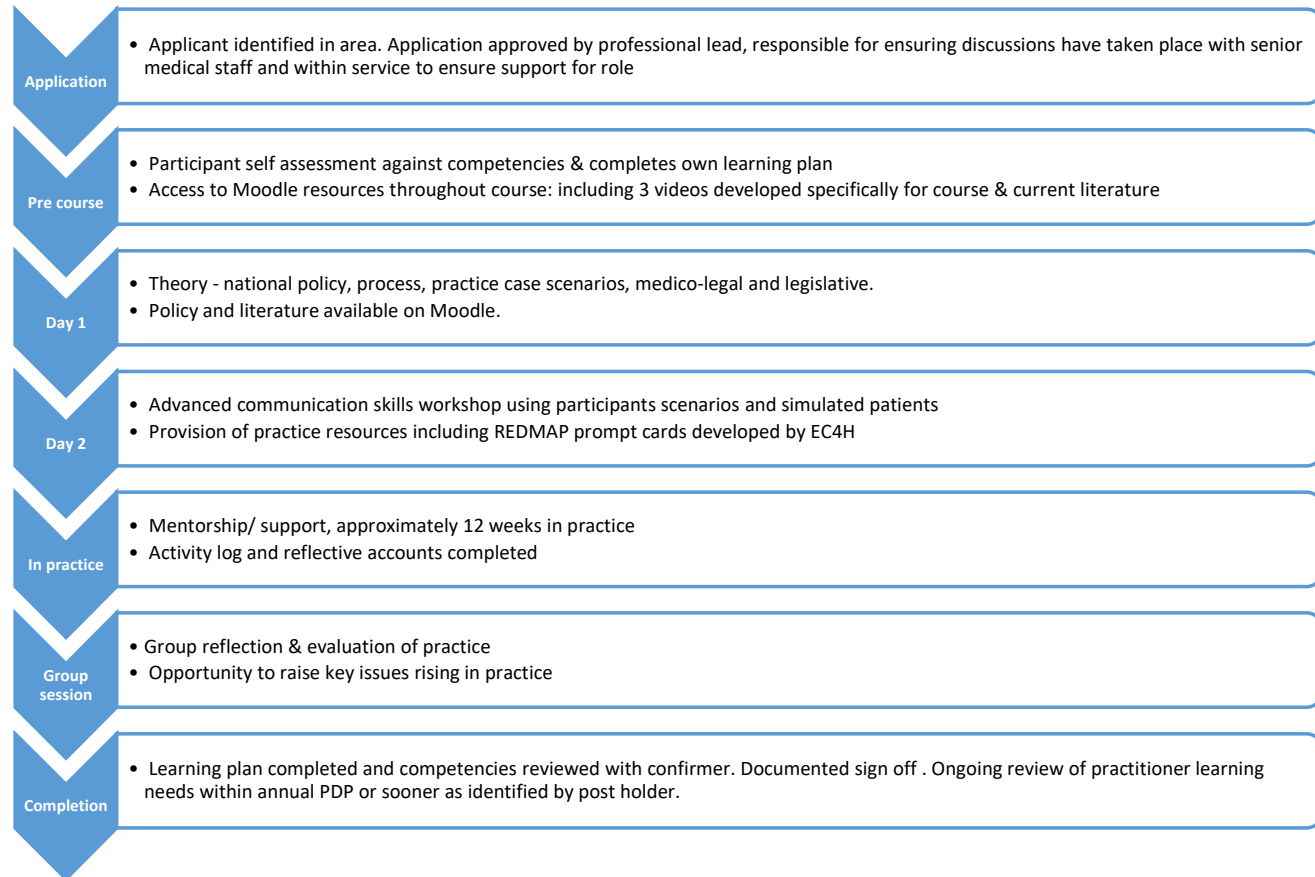 Application
• Applicant identified in area. Application approved by professional lead, responsible for ensuring discussions have taken place with senior
medical staff and within service to ensure support for role
Pre course
• Participant self assessment against competencies & completes own learning plan
• Access to Moodle resources throughout course: including 3 videos developed specifically for course & current literature
Day 1
• Theory - national policy, process, practice case scenarios, medico-legal and legislative.
• Policy and literature available on Moodle.
Day 2
• Advanced communication skills workshop using participants scenarios and simulated patients
• Provision of practice resources including REDMAP prompt cards developed by EC4H
In practice
• Mentorship/ support, approximately 12 weeks in practice
• Activity log and reflective accounts completed
Group
session
• Group reflection & evaluation of practice
• Opportunity to raise key issues rising in practice
Completion
• Learning plan completed and competencies reviewed with confirmer. Documented sign off . Ongoing review of practitioner learning
needs within annual PDP or sooner as identified by post holder.